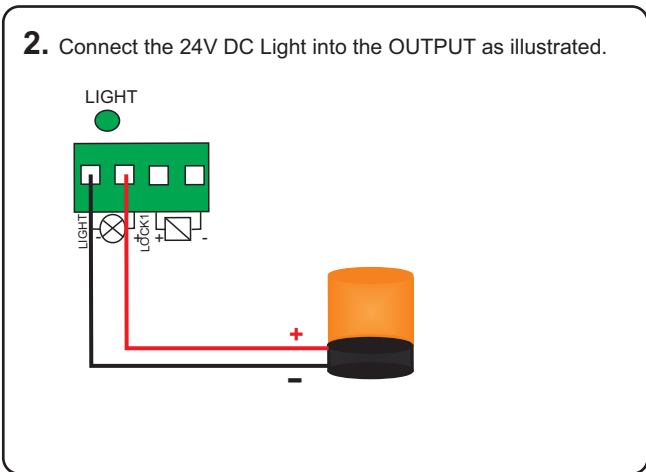 2. Connect the 24V DC Light into the OUTPUT as illustrated.
LIGHT
LIGHT
- +
LOCK1
+ -
+
-